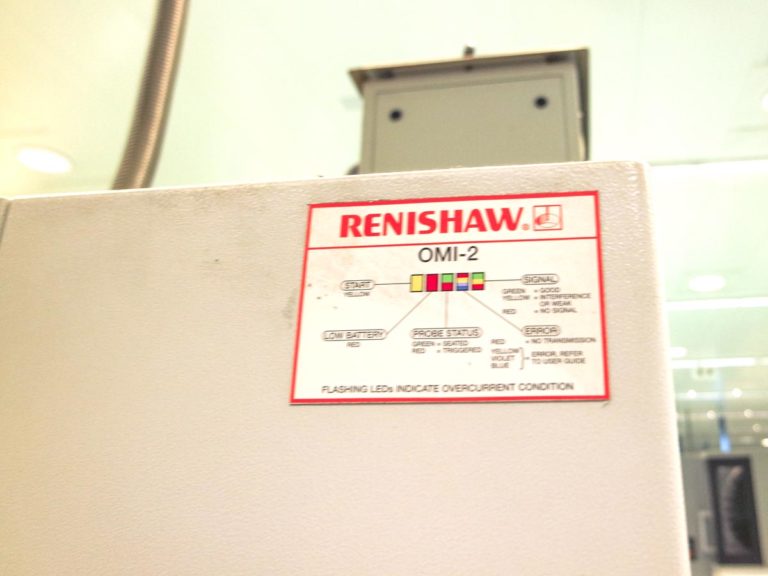 RENISHAW®
OMI-2
START
YELLOW
SIGNAL
GREEN = GOOD
YELLOW = INTERFERENCE
OR WEAK
RED = NO SIGNAL
LOW BATTERY
RED
PROBE STATUS
GREEN = SEATED
RED = TRIGGERED
ERROR
RED = NO TRANSMISSION
YELLOW
VIOLET
BLUE
= ERROR, REFER
TO USER GUIDE
FLASHING LEDs INDICATE OVERCURRENT CONDITION